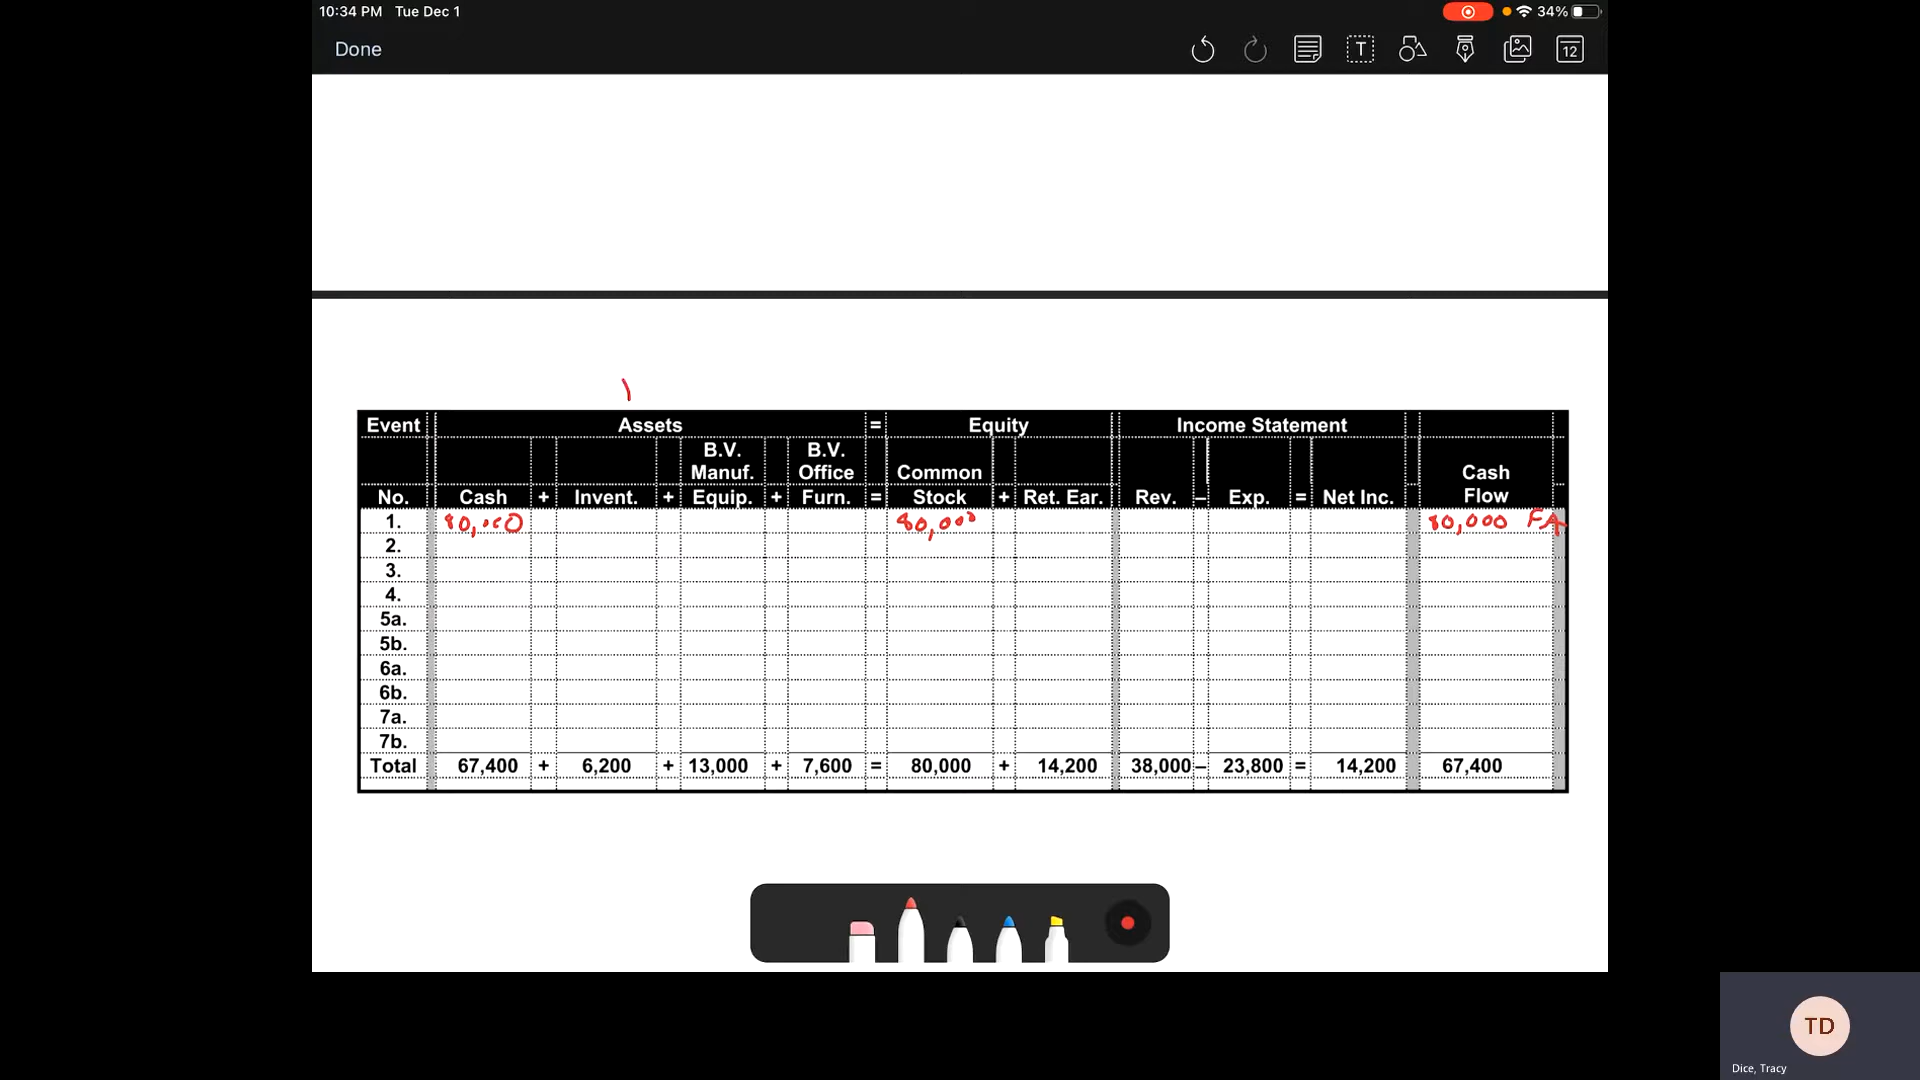 10:34 PM Tue Dec 1 34%
Done T 12
Event Assets = Equity Income Statement
B.V. B.V.
Manuf. Office Common Cash
No. Cash + Invent. + Equip. + Furn. = Stock + Ret. Ear. Rev. – Exp. = Net Inc. Flow
1. 80,000 80,000 80,000 FA
2.
3.
4.
5a.
5b.
6a.
6b.
7a.
7b.
Total 67,400 + 6,200 + 13,000 + 7,600 = 80,000 + 14,200 38,000 – 23,800 = 14,200 67,400
TD
Dice, Tracy